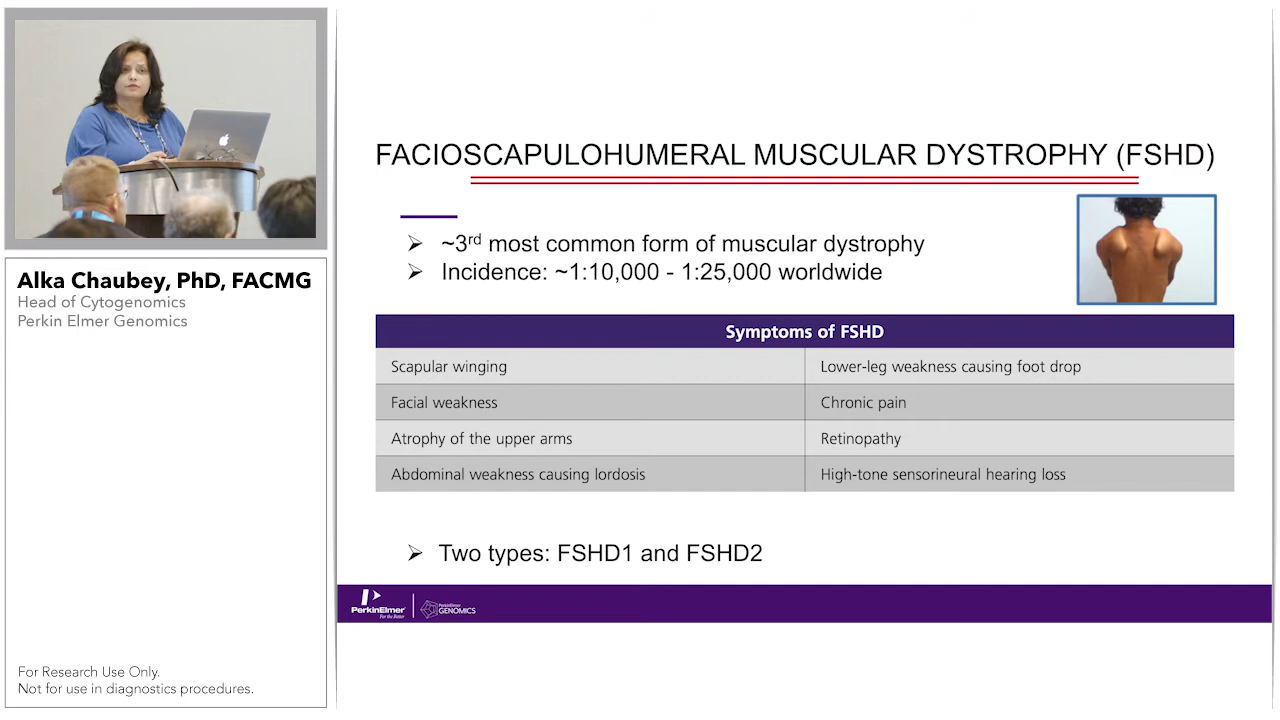 Alka Chaubey, PhD, FACMG
Head of Cytogenomics
Perkin Elmer Genomics
For Research Use Only.
Not for use in diagnostics procedures.
FACIOSCAPULOHUMERAL MUSCULAR DYSTROPHY (FSHD)
➢ ~3rd most common form of muscular dystrophy
➢ Incidence: ~1:10,000 - 1:25,000 worldwide
Symptoms of FSHD
Scapular winging Lower-leg weakness causing foot drop
Facial weakness Chronic pain
Atrophy of the upper arms Retinopathy
Abdominal weakness causing lordosis High-tone sensorineural hearing loss
➢ Two types: FSHD1 and FSHD2
PerkinElmer
For the Better
PerkinElmer
GENOMICS